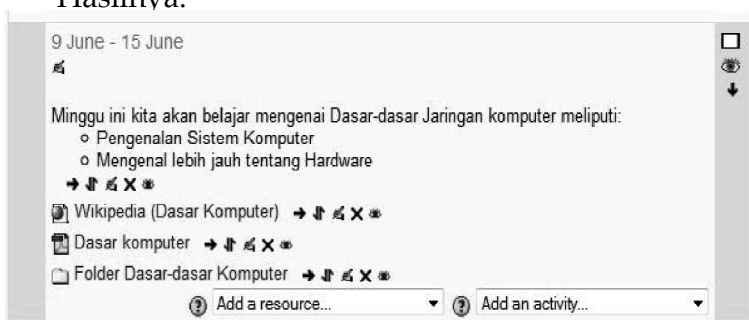 Hasilnya:
9 June - 15 June
Minggu ini kita akan belajar mengenai Dasar-dasar Jaringan komputer meliputi:
Pengenalan Sistem Komputer
Mengenal lebih jauh tentang Hardware
Wikipedia (Dasar Komputer)
Dasar komputer
Folder Dasar-dasar Komputer
Add a resource... Add an activity...